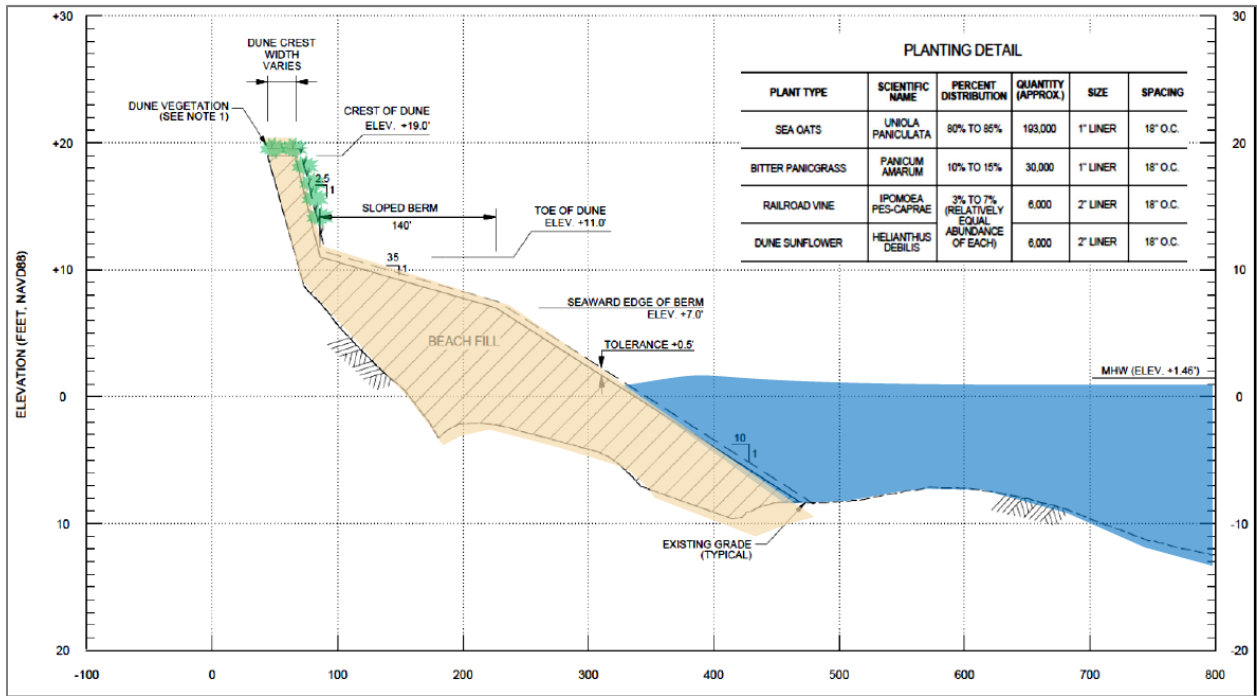 +30
30
DUNE CREST
WIDTH
VARIES
DUNE VEGETATION
(SEE NOTE 1)
CREST OF DUNE
ELEV. +19.0'
PLANTING DETAIL
PLANT TYPE SCIENTIFIC NAME PERCENT DISTRIBUTION QUANTITY (APPROX.) SIZE SPACING
SEA OATS UNIOLA PANICULATA 80% TO 85% 193,000 1" LINER 18" O.C.
BITTER PANICGRASS PANICUM AMARUM 10% TO 15% 30,000 1" LINER 18" O.C.
RAILROAD VINE IPOMOEA PES-CAPRAE 3% TO 7% (RELATIVELY EQUAL ABUNDANCE OF EACH) 6,000 2" LINER 18" O.C.
DUNE SUNFLOWER HELIANTHUS DEBILIS 6,000 2" LINER 18" O.C.
+20
20
2.5
1
SLOPED BERM
140'
TOE OF DUNE
ELEV. +11.0'
+10
10
35
1
SEAWARD EDGE OF BERM
ELEV. +7.0'
BEACH FILL
TOLERANCE +0.5'
MHW (ELEV. +1.46')
0
0
10
1
EXISTING GRADE
(TYPICAL)
10
-10
20
-20
ELEVATION (FEET, NAVD88)
-100 0 100 200 300 400 500 600 700 800